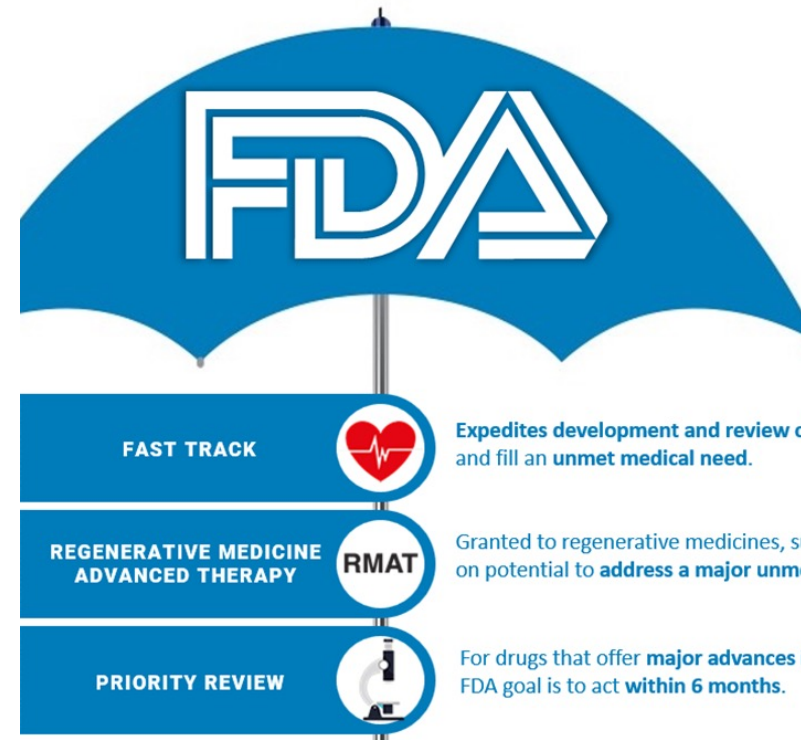 FDA
FAST TRACK
Expedites development and review
and fill an unmet medical need.
REGENERATIVE MEDICINE
ADVANCED THERAPY
RMAT
Granted to regenerative medicines,
on potential to address a major
PRIORITY REVIEW
For drugs that offer major advances
FDA goal is to act within 6 months.